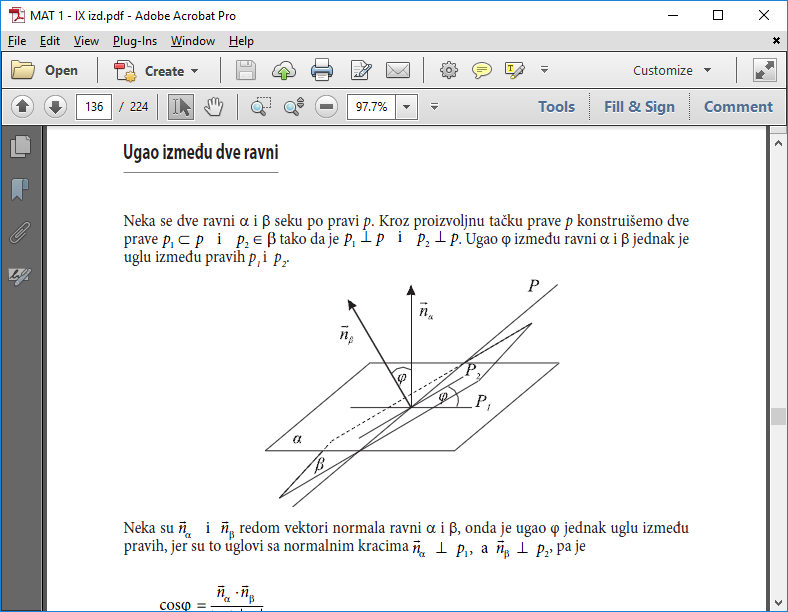 MAT 1 - IX izd.pdf - Adobe Acrobat Pro
File Edit View Plug-Ins Window Help
Open Create Customize
136 / 224 97.7% Tools Fill & Sign Comment
Ugao između dve ravni
Neka se dve ravni α i β seku po pravi p. Kroz proizvoljnu tačku prave p konstruišemo dve
prave p₁ ⊂ p i p₂ ∈ β tako da je p₁ ⊥ p i p₂ ⊥ p. Ugao φ između ravni α i β jednak je
uglu između pravih p₁ i p₂.
P
n⃗α
n⃗β
φ
P₂
φ
P₁
α
β
Neka su n⃗α i n⃗β redom vektori normala ravni α i β, onda je ugao φ jednak uglu između
pravih, jer su to uglovi sa normalnim kracima n⃗α ⊥ p₁, a n⃗β ⊥ p₂, pa je
cosφ = n⃗α · n⃗β